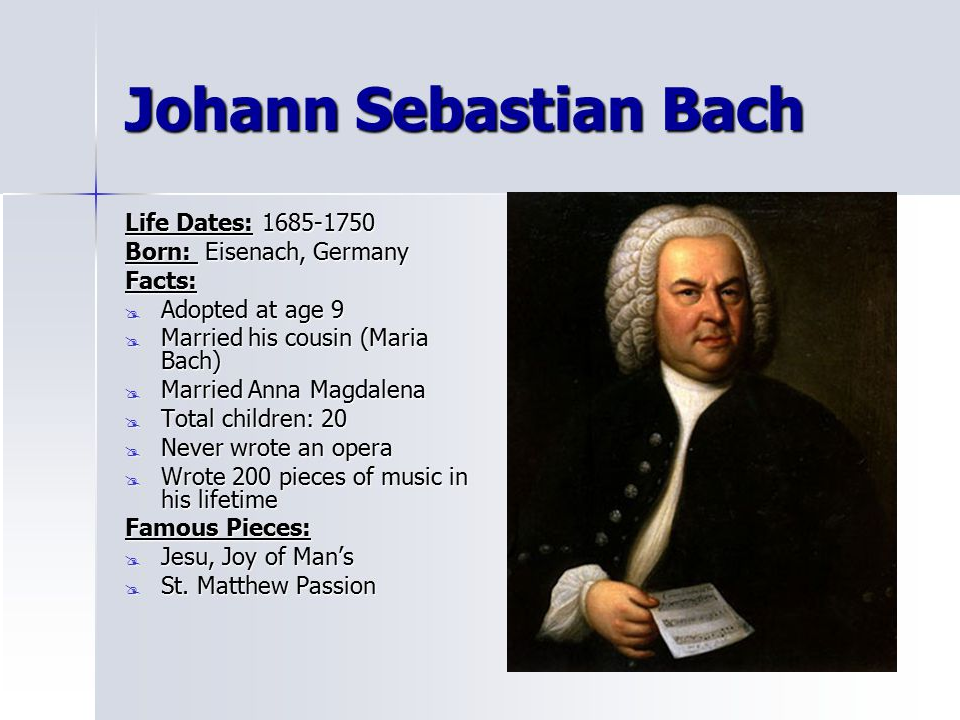 Johann Sebastian Bach
Life Dates: 1685-1750
Born: Eisenach, Germany
Facts:
Adopted at age 9
Married his cousin (Maria
Bach)
Married Anna Magdalena
Total children: 20
Never wrote an opera
Wrote 200 pieces of music in
his lifetime
Famous Pieces:
Jesu, Joy of Man’s
St. Matthew Passion